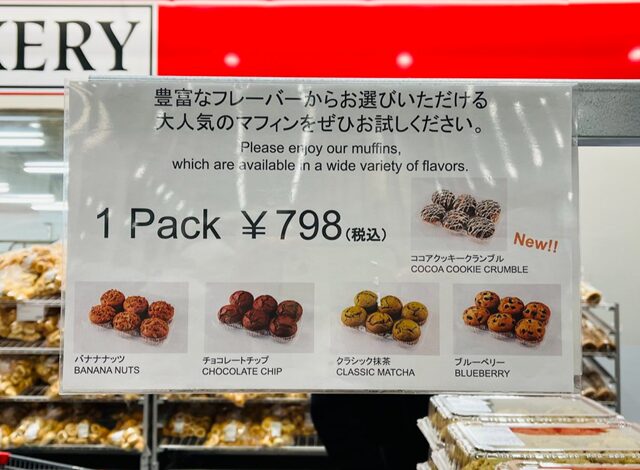 KERY
豊富なフレーバーからお選びいただける
大人気のマフィンをぜひお試しください。
Please enjoy our muffins,
which are available in a wide variety of flavors.
1 Pack ¥798(税込)
New!!
ココアクッキークランブル
COCOA COOKIE CRUMBLE
バナナナッツ
BANANA NUTS
チョコレートチップ
CHOCOLATE CHIP
クラシック抹茶
CLASSIC MATCHA
ブルーベリー
BLUEBERRY